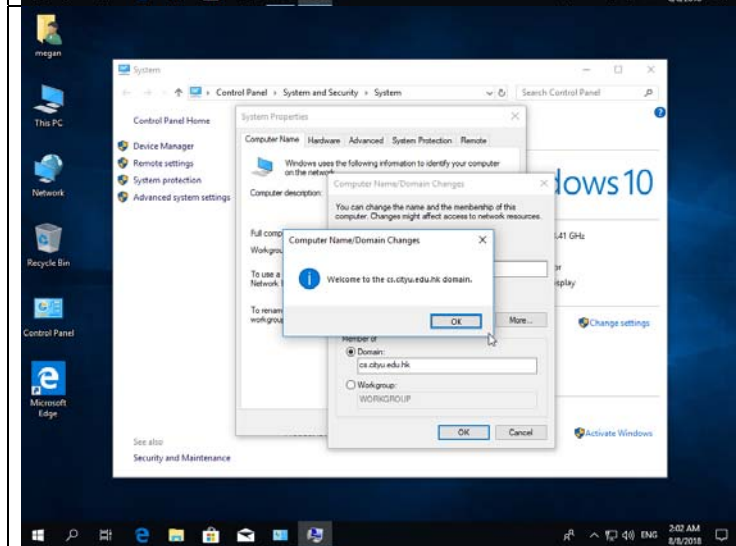 megan
This PC
Network
Recycle Bin
Control Panel
Microsoft
Edge
System
Control Panel › System and Security › System
Search Control Panel
Control Panel Home
Device Manager
Remote settings
System protection
Advanced system settings
See also
Security and Maintenance
System Properties
Computer Name Hardware Advanced System Protection Remote
Windows uses the following information to identify your computer
on the network
Computer description:
Full comp
Workgrou
To use a
Network
To renam
workgroup
Computer Name/Domain Changes
You can change the name and the membership of this
computer. Changes might affect access to network resources.
Computer Name/Domain Changes
Welcome to the cs.cityu.edu.hk domain.
OK
More...
Member of
Domain:
cs.cityu.edu.hk
Workgroup:
WORKGROUP
OK Cancel
dows 10
.41 GHz
or
isplay
Change settings
Activate Windows
ENG
2:02 AM
8/8/2018